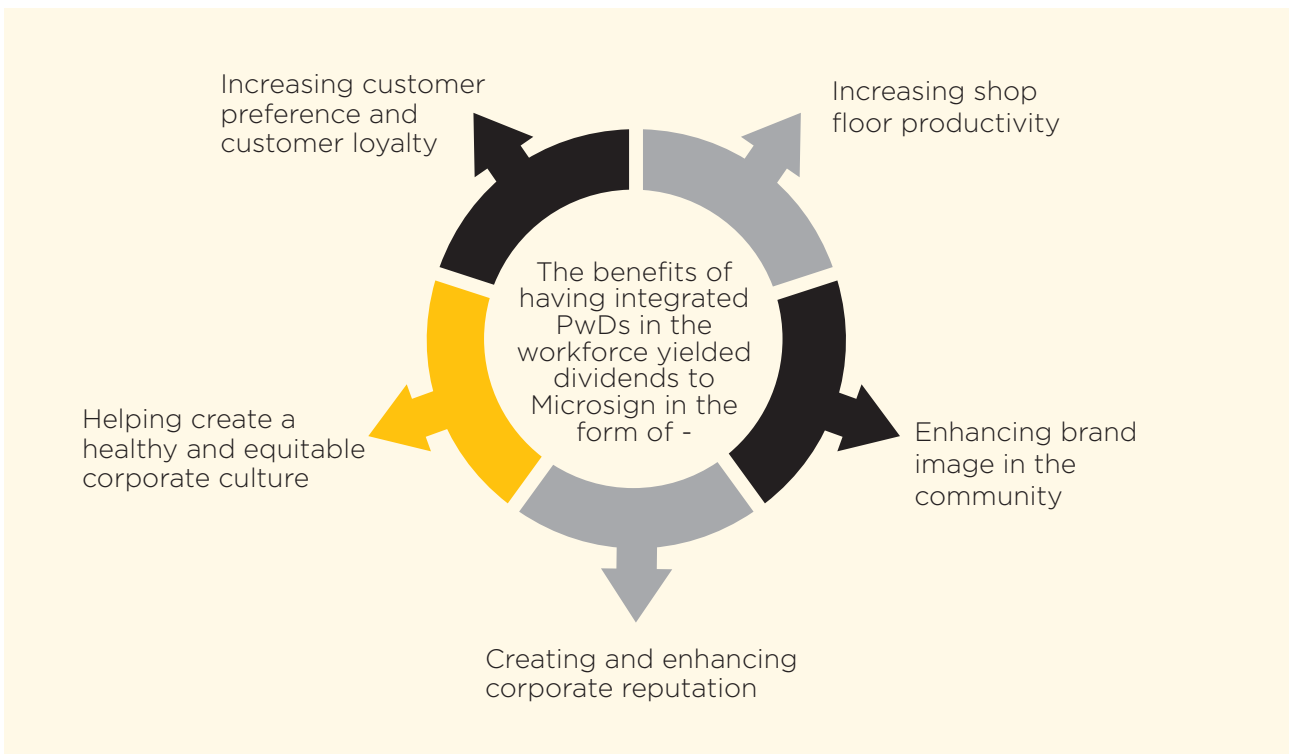 Increasing customer
preference and
customer loyalty
Increasing shop
floor productivity
The benefits of
having integrated
PwDs in the
workforce yielded
dividends to
Microsign in the
form of -
Helping create a
healthy and equitable
corporate culture
Enhancing brand
image in the
community
Creating and enhancing
corporate reputation